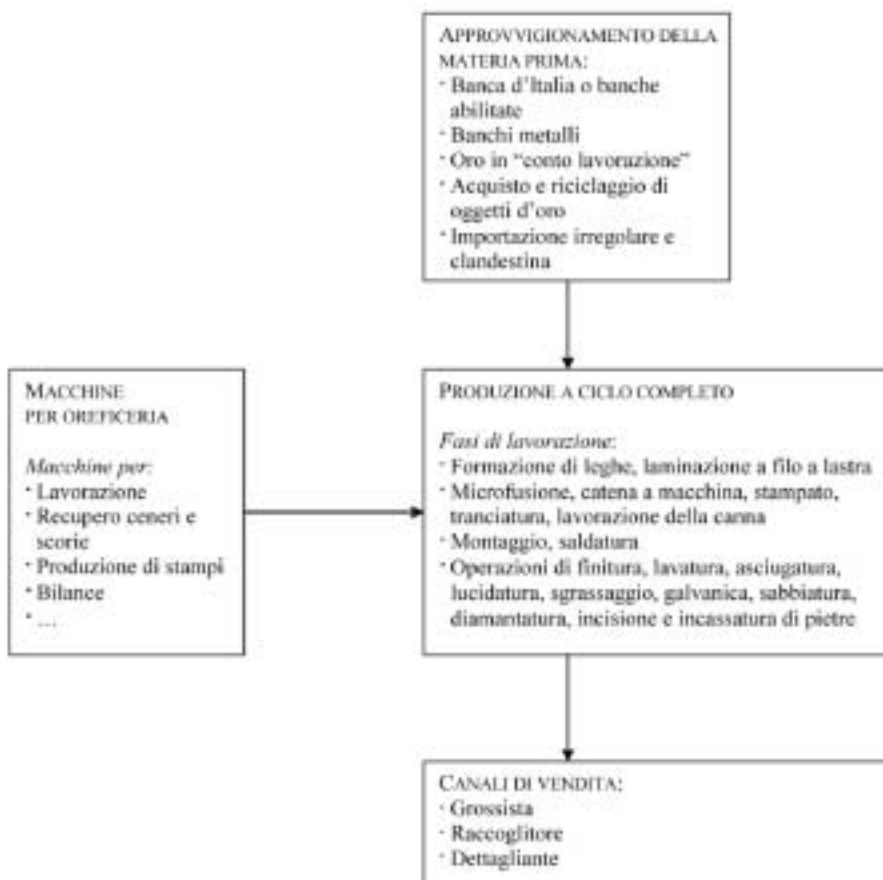 APPROVVIGIONAMENTO DELLA
MATERIA PRIMA:
· Banca d'Italia o banche
abilitate
· Banchi metalli
· Oro in "conto lavorazione"
· Acquisto e riciclaggio di
oggetti d'oro
· Importazione irregolare e
clandestina
MACCHINE
PER OREFICERIA
Macchine per:
· Lavorazione
· Recupero ceneri e
scorie
· Produzione di stampi
· Bilance
· …
PRODUZIONE A CICLO COMPLETO
Fasi di lavorazione:
· Formazione di leghe, laminazione a filo a lastra
· Microfusione, catena a macchina, stampato,
tranciatura, lavorazione della canna
· Montaggio, saldatura
· Operazioni di finitura, lavatura, asciugatura,
lucidatura, sgrassaggio, galvanica, sabbiatura,
diamantatura, incisione e incassatura di pietre
CANALI DI VENDITA:
· Grossista
· Raccoglitore
· Dettagliante